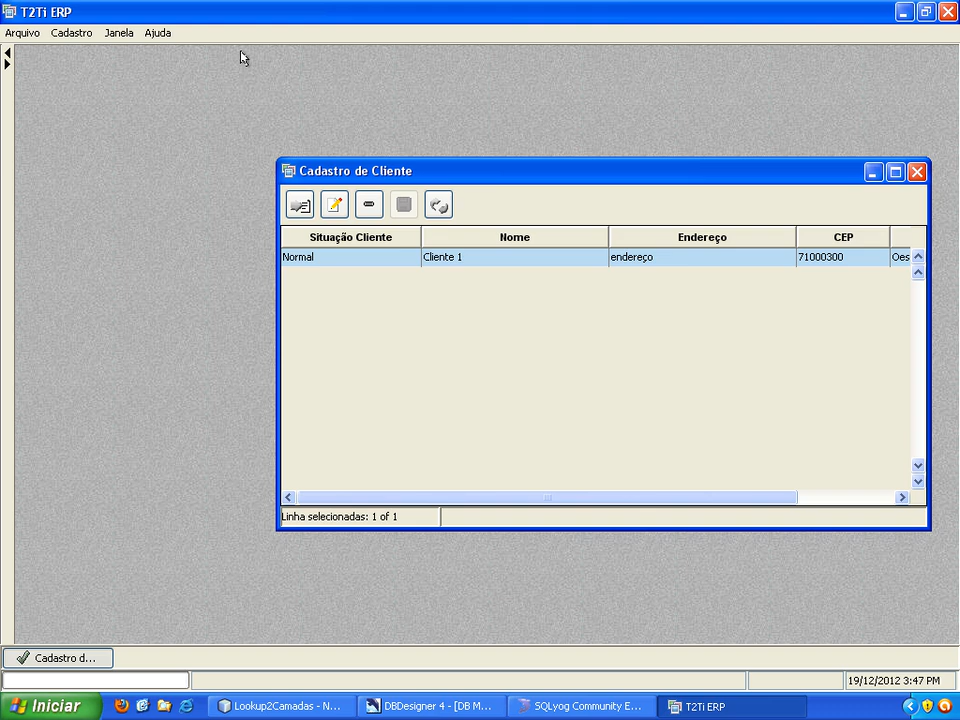 T2Ti ERP
Arquivo Cadastro Janela Ajuda
Cadastro de Cliente
Situação Cliente Nome Endereço CEP
Normal Cliente 1 endereço 71000300 Oes
Linha selecionadas: 1 of 1
Cadastro d...
19/12/2012 3:47 PM
Iniciar Lookup2Camadas - N... DBDesigner 4 - [DB M... SQLyog Community E... T2Ti ERP